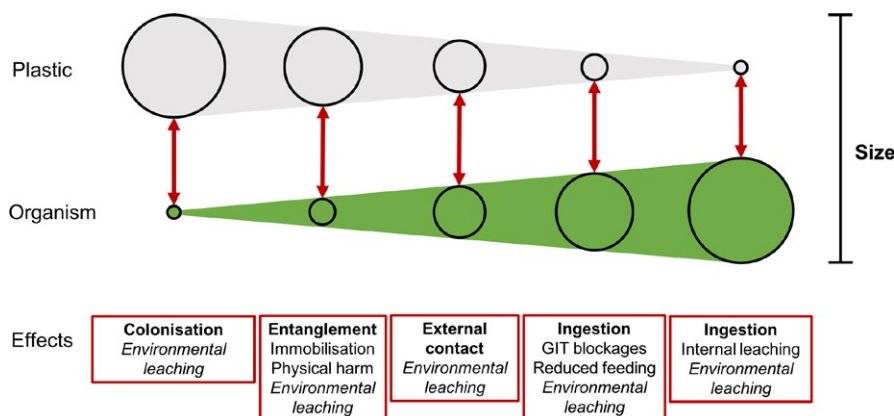 Plastic
Size
Organism
Effects
Colonisation
Environmental
leaching
Entanglement
Immobilisation
Physical harm
Environmental
leaching
External
contact
Environmental
leaching
Ingestion
GIT blockages
Reduced feeding
Environmental
leaching
Ingestion
Internal leaching
Environmental
leaching